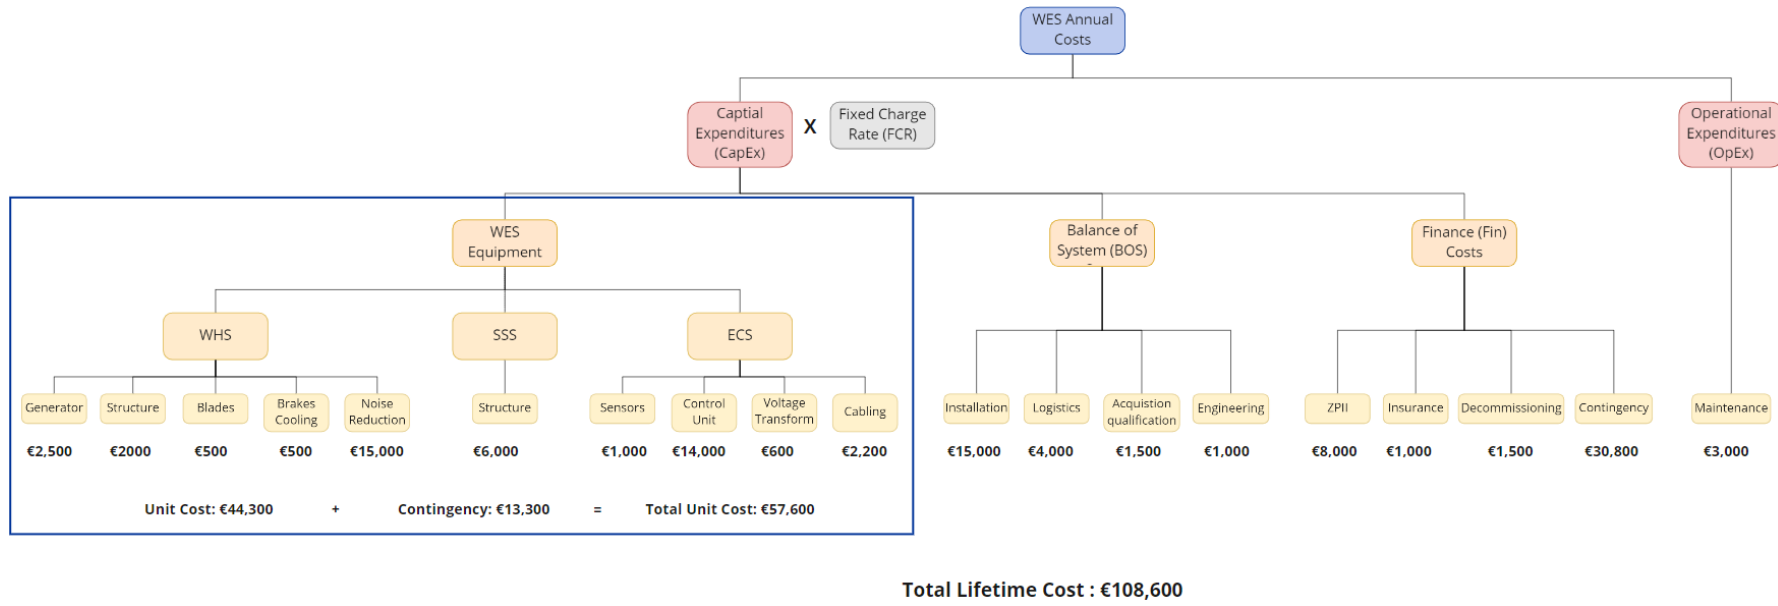 WES Annual
Costs
Captial
Expenditures
(CapEx)
X
Fixed Charge
Rate (FCR)
Operational
Expenditures
(OpEx)
WES
Equipment
Balance of
System (BOS)
Finance (Fin)
Costs
WHS
SSS
ECS
Generator
Structure
Blades
Brakes
Cooling
Noise
Reduction
Structure
Sensors
Control
Unit
Voltage
Transform
Cabling
Installation
Logistics
Acquistion
qualification
Engineering
ZPII
Insurance
Decommissioning
Contingency
Maintenance
€2,500
€2000
€500
€500
€15,000
€6,000
€1,000
€14,000
€600
€2,200
€15,000
€4,000
€1,500
€1,000
€8,000
€1,000
€1,500
€30,800
€3,000
Unit Cost: €44,300 + Contingency: €13,300 = Total Unit Cost: €57,600
Total Lifetime Cost : €108,600